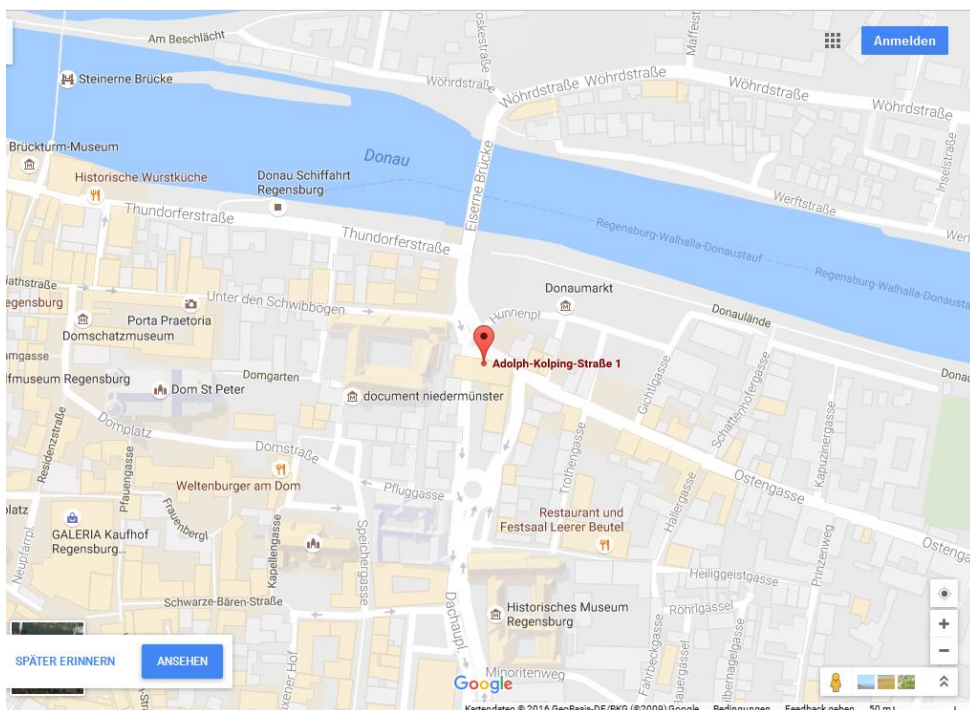 Am Beschlächt
Anmelden
Steinerne Brücke
Wöhrdstraße
Wöhrdstraße
Wöhrdstraße
Wöhrdstraße
Wöhrdstraße
Inselstraße
Brückturm-Museum
Donau
Eiserne Brücke
Historische Wurstküche
Donau Schiffahrt
Regensburg
Werftstraße
Thundorferstraße
Thundorferstraße
Regensburg-Walhalla-Donaustauf
Regensburg-Walhalla-Donausta
Unter den Schwibbögen
Donaumarkt
Hunnenpl.
Donaulände
Porta Praetoria
Domschatzmuseum
Adolph-Kolping-Straße 1
Domgarten
Dom St Peter
document niedermünster
Gichtlgasse
Schattenhofergasse
Kapuzinergasse
Residenzstraße
Domplatz
Domstraße
Pfauengasse
Trothengasse
Ostengasse
Weltenburger am Dom
Pfluggasse
Frauenbergl
Hallergasse
Restaurant und
Festsaal Leerer Beutel
GALERIA Kaufhof
Regensburg...
Neupfarrpl.
Kapellengasse
Speichergasse
Prinzenweg
Heiliggeistgasse
Schwarze-Bären-Straße
Dachaupl.
Historisches Museum
Regensburg
Röhrlgassel
SPÄTER ERINNERN
ANSEHEN
Minoritenweg
Fahrbeckgasse
Google
Kartendaten © 2016 GeoBasis-DE/BKG (©2009) Google Bedingungen Feedback geben 50 m